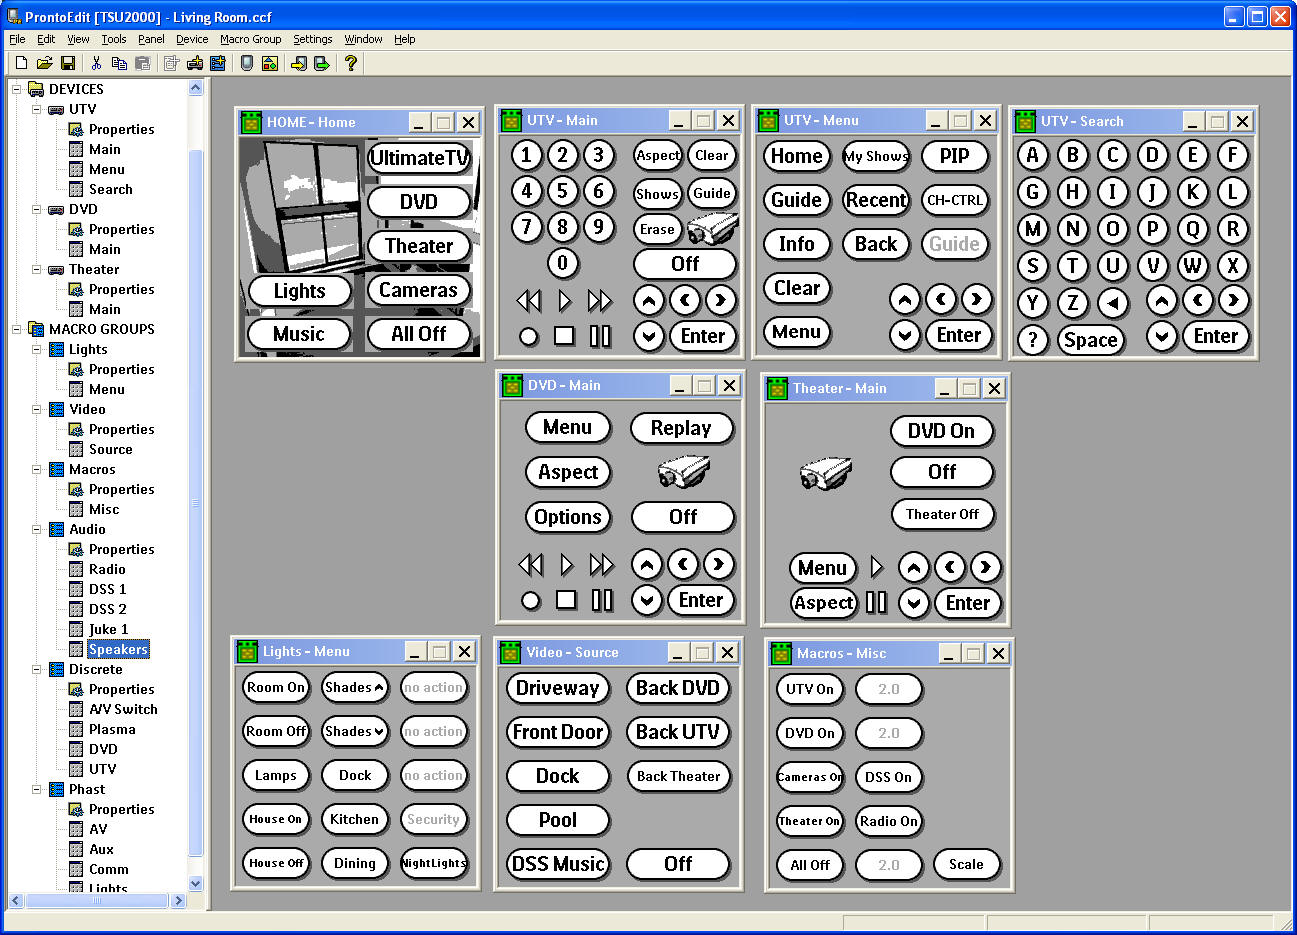 ProntoEdit [TSU2000] - Living Room.ccf
File Edit View Tools Panel Device Macro Group Settings Window Help
DEVICES
UTV
Properties
Main
Menu
Search
DVD
Properties
Main
Theater
Properties
Main
MACRO GROUPS
Lights
Properties
Menu
Video
Properties
Source
Macros
Properties
Misc
Audio
Properties
Radio
DSS 1
DSS 2
Juke 1
Speakers
Discrete
Properties
A/V Switch
Plasma
DVD
UTV
Phast
Properties
AV
Aux
Comm
Lights
HOME - Home
UltimateTV
DVD
Theater
Lights Cameras
Music All Off
UTV - Main
1 2 3 Aspect Clear
4 5 6 Shows Guide
7 8 9 Erase
0 Off
Enter
UTV - Menu
Home My Shows PIP
Guide Recent CH-CTRL
Info Back Guide
Clear
Menu Enter
UTV - Search
A B C D E F
G H I J K L
M N O P Q R
S T U V W X
Y Z
? Space Enter
DVD - Main
Menu Replay
Aspect
Options Off
Enter
Theater - Main
DVD On
Off
Theater Off
Menu
Aspect Enter
Lights - Menu
Room On Shades no action
Room Off Shades no action
Lamps Dock no action
House On Kitchen Security
House Off Dining NightLights
Video - Source
Driveway Back DVD
Front Door Back UTV
Dock Back Theater
Pool
DSS Music Off
Macros - Misc
UTV On 2.0
DVD On 2.0
Cameras On DSS On
Theater On Radio On
All Off 2.0 Scale